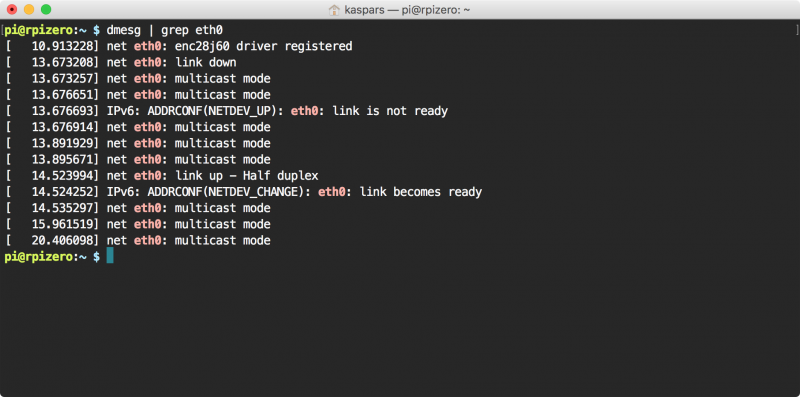 kaspars — pi@rpizero: ~
[pi@rpizero:~ $ dmesg | grep eth0 ]
[   10.913228] net eth0: enc28j60 driver registered
[   13.673208] net eth0: link down
[   13.673257] net eth0: multicast mode
[   13.676651] net eth0: multicast mode
[   13.676693] IPv6: ADDRCONF(NETDEV_UP): eth0: link is not ready
[   13.676914] net eth0: multicast mode
[   13.891929] net eth0: multicast mode
[   13.895671] net eth0: multicast mode
[   14.523994] net eth0: link up - Half duplex
[   14.524252] IPv6: ADDRCONF(NETDEV_CHANGE): eth0: link becomes ready
[   14.535297] net eth0: multicast mode
[   15.961519] net eth0: multicast mode
[   20.406098] net eth0: multicast mode
pi@rpizero:~ $